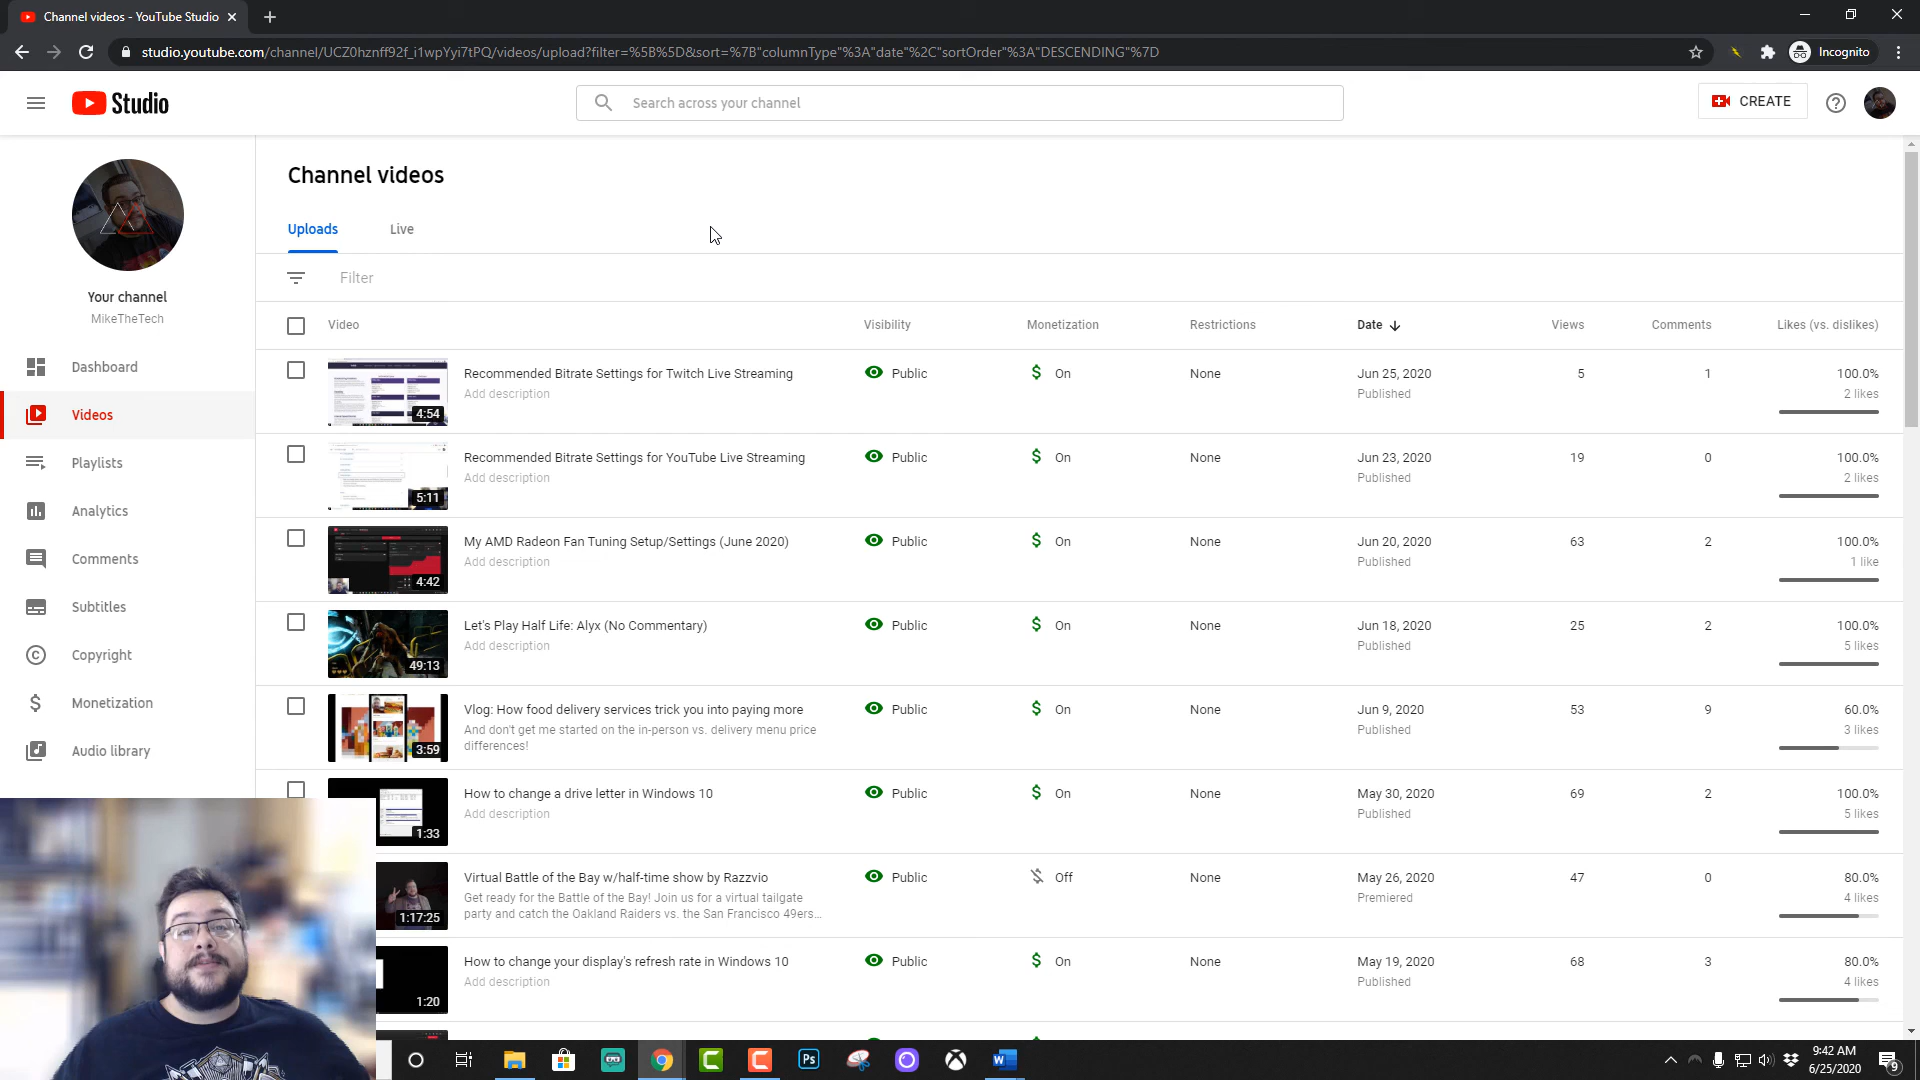 Channel videos - YouTube Studio
studio.youtube.com/channel/UCZ0hznff92f_i1wpYyi7tPQ/videos/upload?filter=%5B%5D&sort=%7B"columnType"%3A"date"%2C"sortOrder"%3A"DESCENDING"%7D
Incognito
Studio
Search across your channel
CREATE
Your channel
MikeTheTech
Dashboard
Videos
Playlists
Analytics
Comments
Subtitles
Copyright
Monetization
Audio library
Channel videos
Uploads Live
Filter
Video Visibility Monetization Restrictions Date Views Comments Likes (vs. dislikes)
4:54
Recommended Bitrate Settings for Twitch Live Streaming Public On None Jun 25, 2020 5 1 100.0%
Add description Published 2 likes
5:11
Recommended Bitrate Settings for YouTube Live Streaming Public On None Jun 23, 2020 19 0 100.0%
Add description Published 2 likes
4:42
My AMD Radeon Fan Tuning Setup/Settings (June 2020) Public On None Jun 20, 2020 63 2 100.0%
Add description Published 1 like
49:13
Let's Play Half Life: Alyx (No Commentary) Public On None Jun 18, 2020 25 2 100.0%
Add description Published 5 likes
3:59
Vlog: How food delivery services trick you into paying more Public On None Jun 9, 2020 53 9 60.0%
And don't get me started on the in-person vs. delivery menu price Published 3 likes
differences!
1:33
How to change a drive letter in Windows 10 Public On None May 30, 2020 69 2 100.0%
Add description Published 5 likes
1:17:25
Virtual Battle of the Bay w/half-time show by Razzvio Public Off None May 26, 2020 47 0 80.0%
Get ready for the Battle of the Bay! Join us for a virtual tailgate Premiered 4 likes
party and catch the Oakland Raiders vs. the San Francisco 49ers...
1:20
How to change your display's refresh rate in Windows 10 Public On None May 19, 2020 68 3 80.0%
Add description Published 4 likes
Ps
9:42 AM
6/25/2020
9